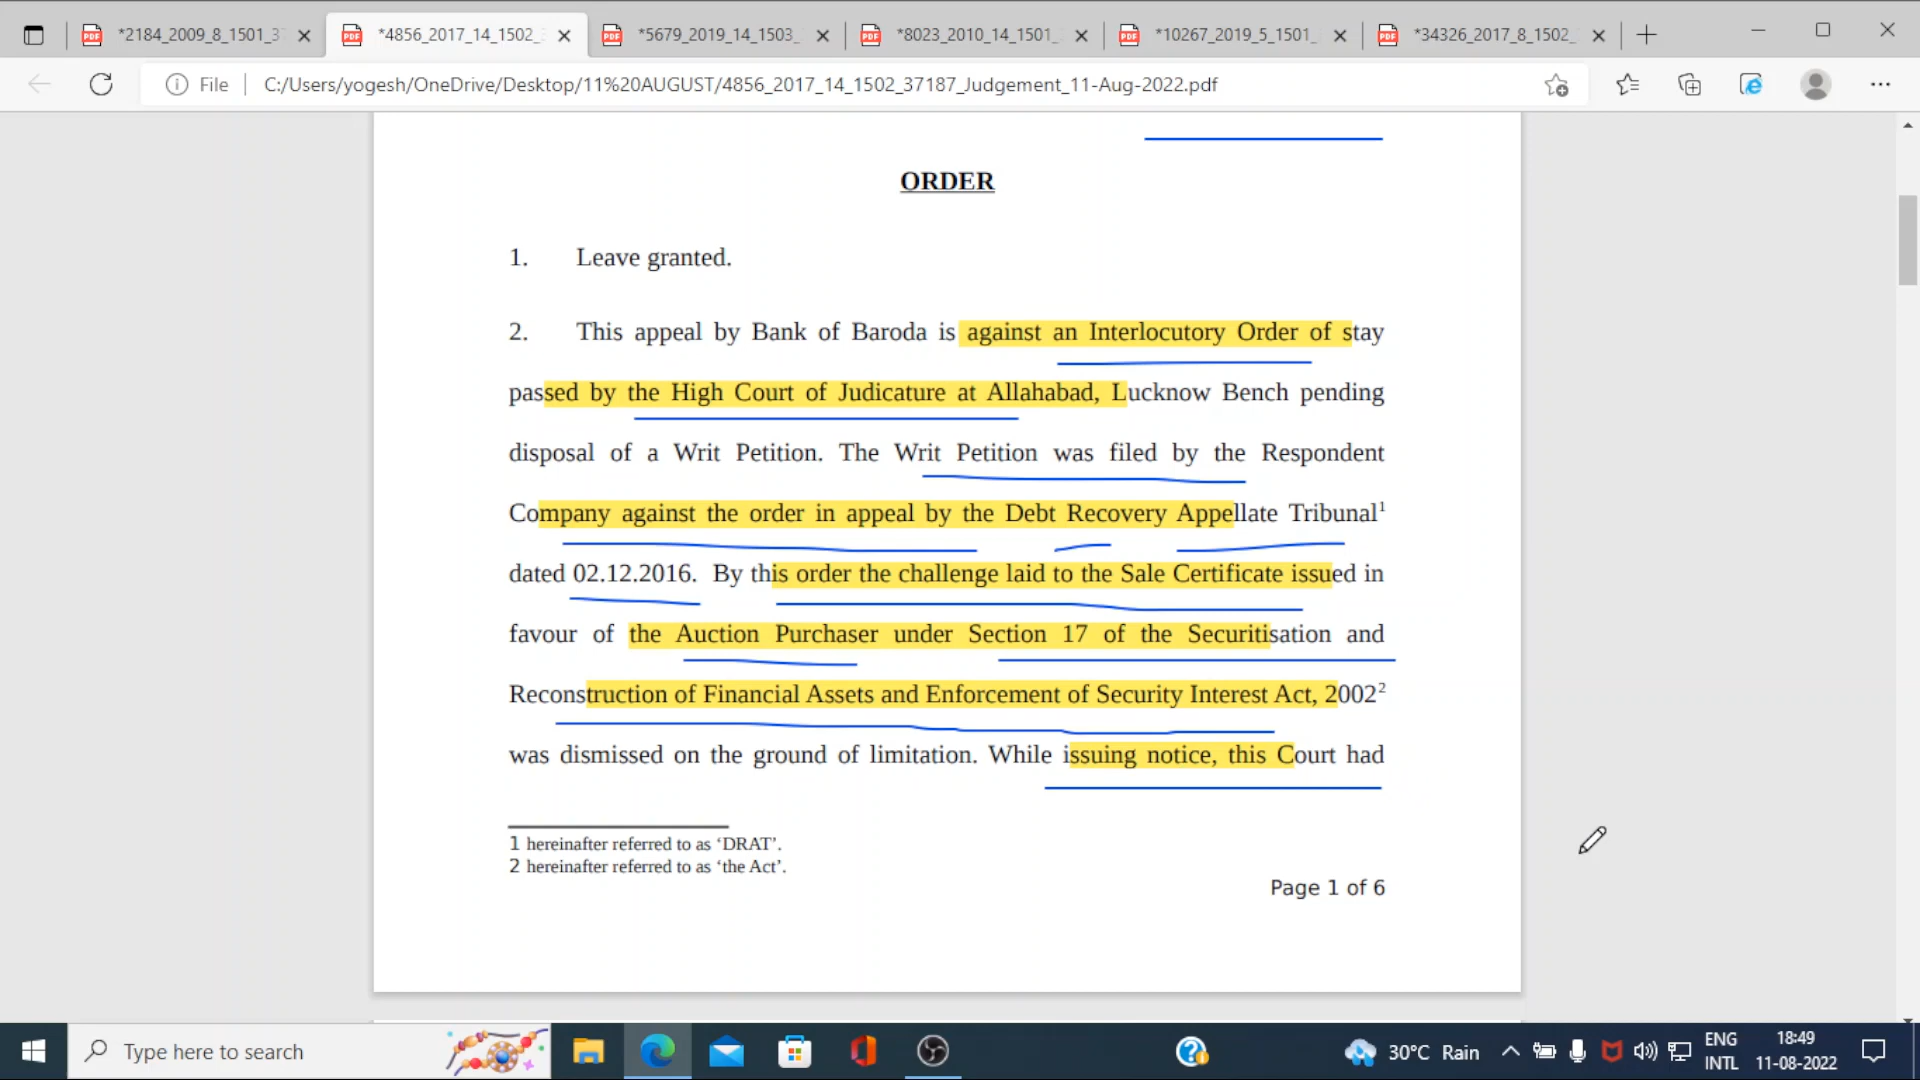 *2184_2009_8_1501_37
*4856_2017_14_1502_3
*5679_2019_14_1503_
*8023_2010_14_1501_
*10267_2019_5_1501_
*34326_2017_8_1502_
File
C:/Users/yogesh/OneDrive/Desktop/11%20AUGUST/4856_2017_14_1502_37187_Judgement_11-Aug-2022.pdf
ORDER
1. Leave granted.
2. This appeal by Bank of Baroda is against an Interlocutory Order of stay
passed by the High Court of Judicature at Allahabad, Lucknow Bench pending
disposal of a Writ Petition. The Writ Petition was filed by the Respondent
Company against the order in appeal by the Debt Recovery Appellate Tribunal1
dated 02.12.2016. By this order the challenge laid to the Sale Certificate issued in
favour of the Auction Purchaser under Section 17 of the Securitisation and
Reconstruction of Financial Assets and Enforcement of Security Interest Act, 20022
was dismissed on the ground of limitation. While issuing notice, this Court had
1 hereinafter referred to as ‘DRAT’.
2 hereinafter referred to as ‘the Act’.
Page 1 of 6
Type here to search
30°C Rain
ENG
INTL
18:49
11-08-2022